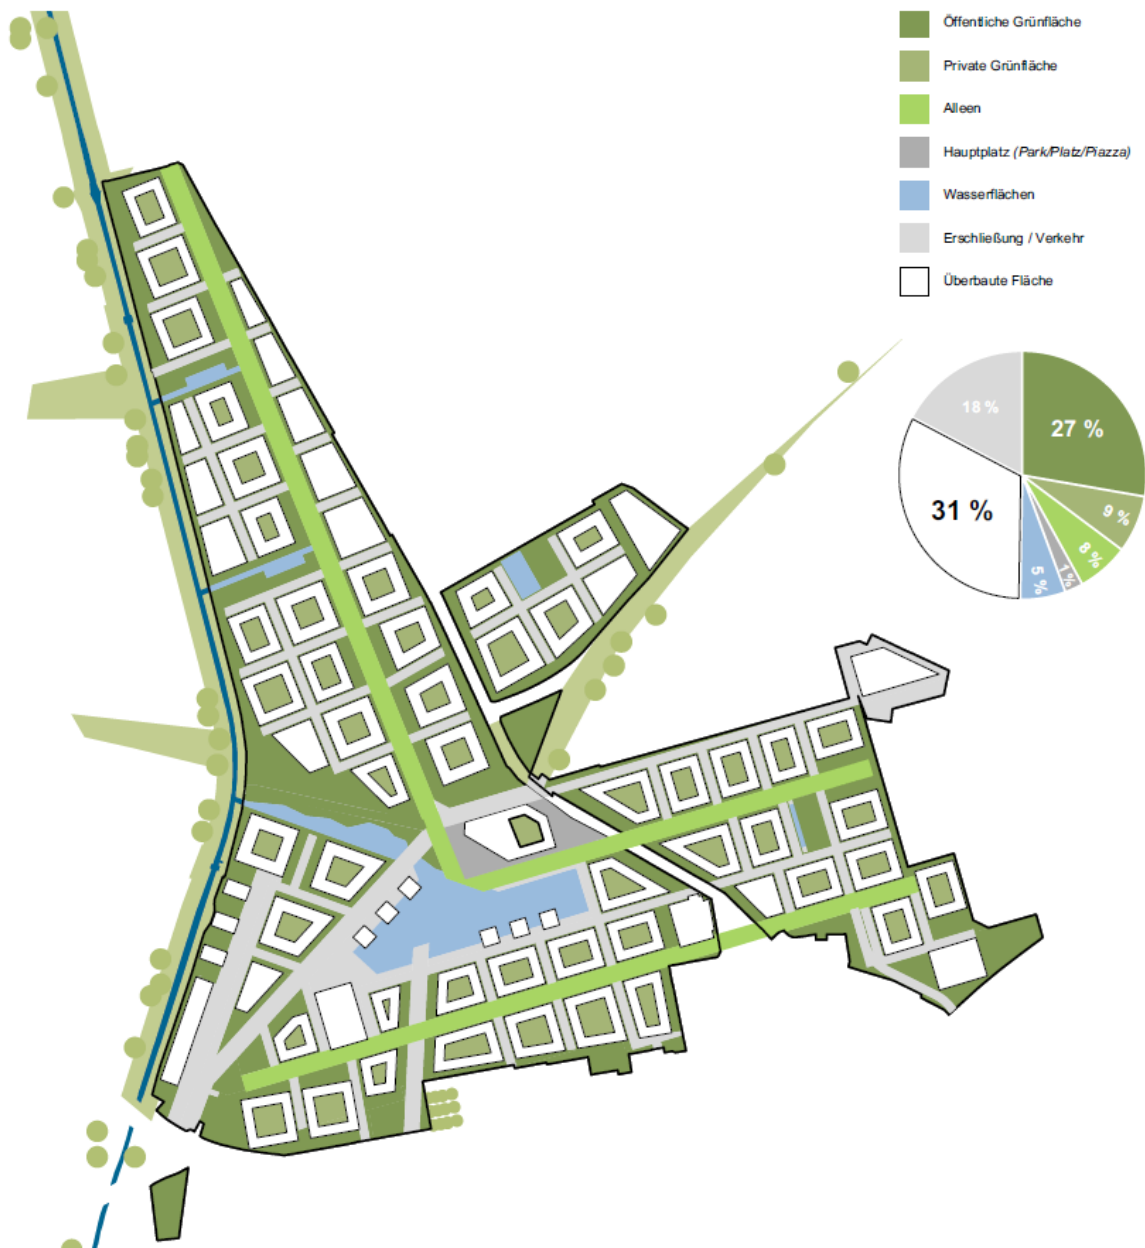 Öffentliche Grünfläche
Private Grünfläche
Alleen
Hauptplatz (Park/Platz/Piazza)
Wasserflächen
Erschließung / Verkehr
Überbaute Fläche
18 %
27 %
31 %
9 %
8 %
1 %
5 %